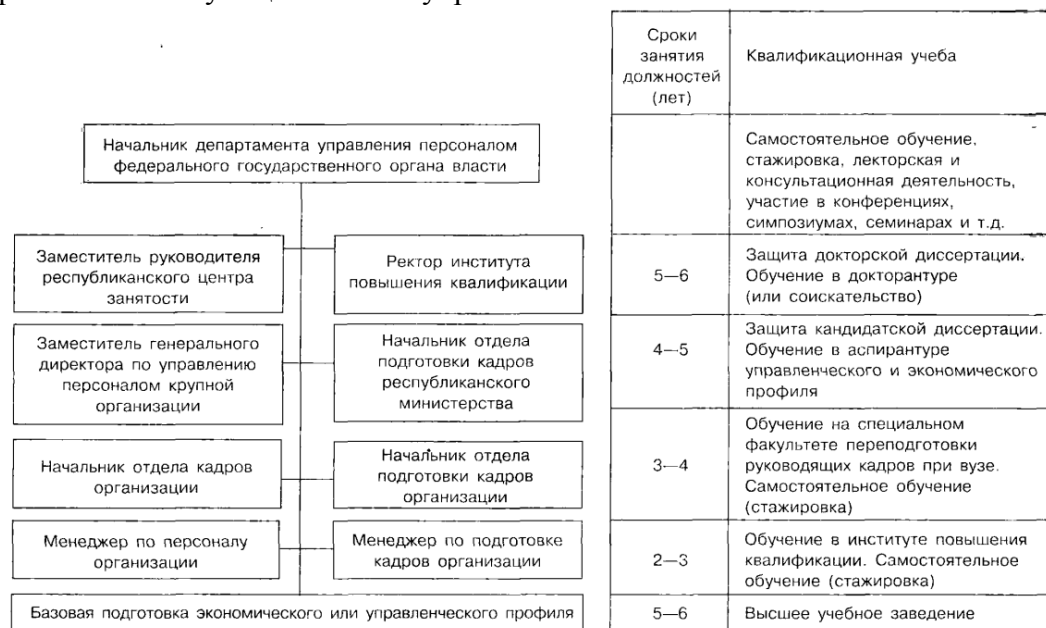 Начальник департамента управления персоналом
федерального государственного органа власти
Заместитель руководителя
республиканского центра
занятости
Ректор института
повышения квалификации
Заместитель генерального
директора по управлению
персоналом крупной
организации
Начальник отдела
подготовки кадров
республиканского
министерства
Начальник отдела кадров
организации
Начальник отдела
подготовки кадров
организации
Менеджер по персоналу
организации
Менеджер по подготовке
кадров организации
Базовая подготовка экономического или управленческого профиля
Сроки
занятия
должностей
(лет)
Квалификационная учеба
Самостоятельное обучение,
стажировка, лекторская и
консультационная деятельность,
участие в конференциях,
симпозиумах, семинарах и т.д.
5—6
Защита докторской диссертации.
Обучение в докторантуре
(или соискательство)
4—5
Защита кандидатской диссертации.
Обучение в аспирантуре
управленческого и экономического
профиля
3—4
Обучение на специальном
факультете переподготовки
руководящих кадров при вузе.
Самостоятельное обучение
(стажировка)
2—3
Обучение в институте повышения
квалификации. Самостоятельное
обучение (стажировка)
5—6
Высшее учебное заведение